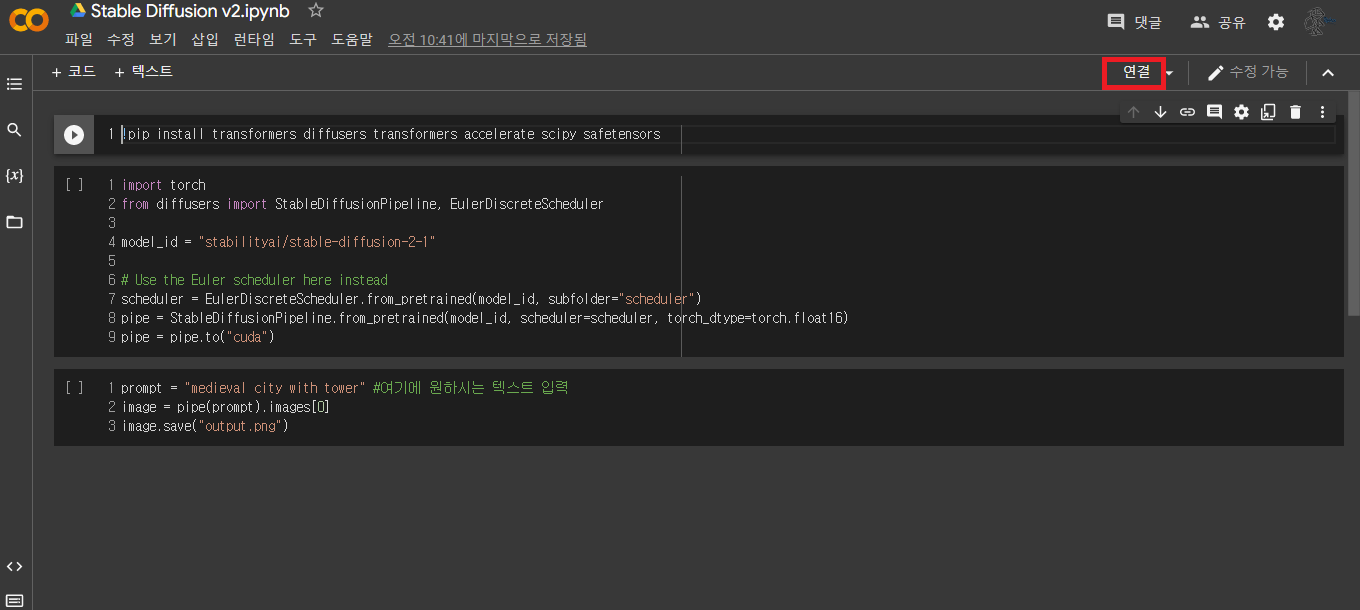 Stable Diffusion v2.ipynb
댓글 공유
파일 수정 보기 삽입 런타임 도구 도움말 오전 10:41에 마지막으로 저장됨
+ 코드 + 텍스트 연결 수정 가능
1 !pip install transformers diffusers transformers accelerate scipy safetensors
[ ] 1 import torch
2 from diffusers import StableDiffusionPipeline, EulerDiscreteScheduler
3
4 model_id = "stabilityai/stable-diffusion-2-1"
5
6 # Use the Euler scheduler here instead
7 scheduler = EulerDiscreteScheduler.from_pretrained(model_id, subfolder="scheduler")
8 pipe = StableDiffusionPipeline.from_pretrained(model_id, scheduler=scheduler, torch_dtype=torch.float16)
9 pipe = pipe.to("cuda")
[ ] 1 prompt = "medieval city with tower" #여기에 원하시는 텍스트 입력
2 image = pipe(prompt).images[0]
3 image.save("output.png")